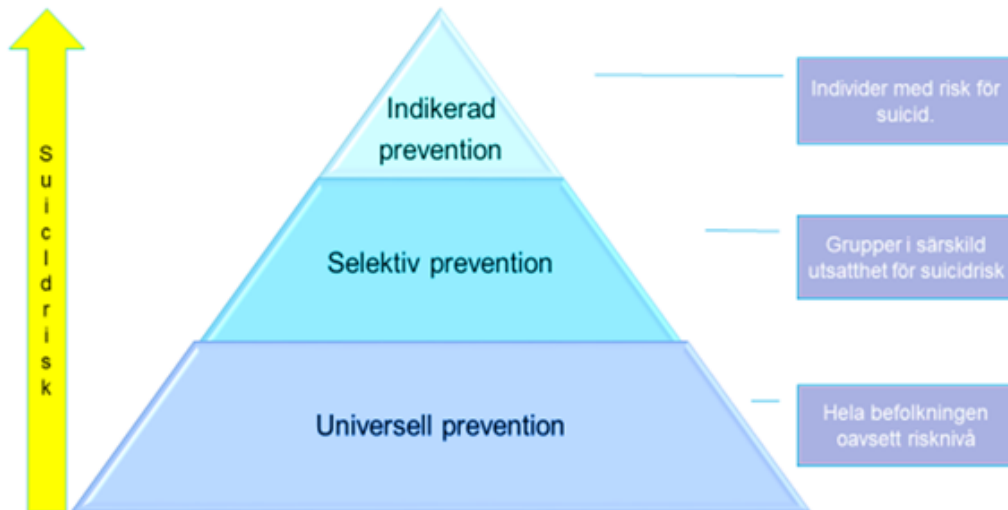 Suicidrisk
Indikerad
prevention
Individer med risk för
suicid.
Selektiv prevention
Grupper i särskild
utsatthet för suicidrisk
Universell prevention
Hela befolkningen
oavsett risknivå